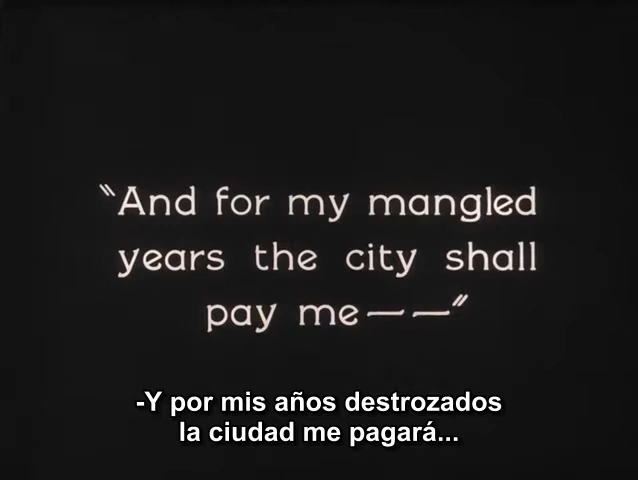 "And for my mangled
years the city shall
pay me——"
-Y por mis años destrozados
la ciudad me pagará...